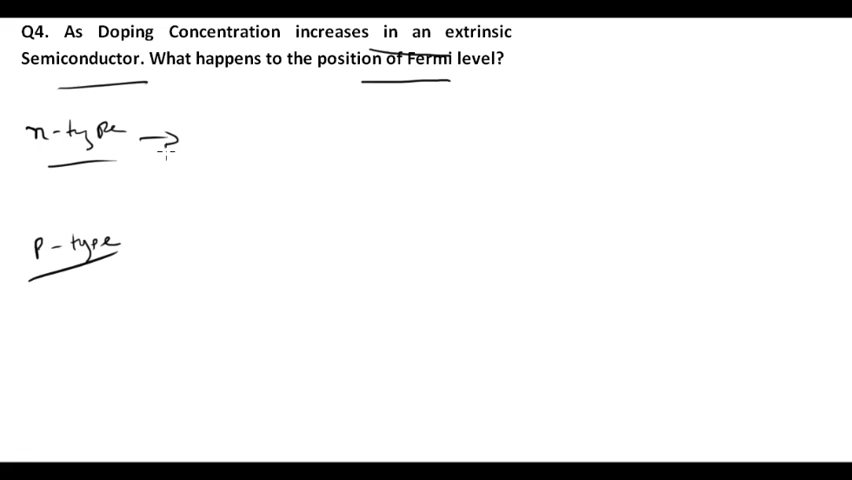 Q4. As Doping Concentration increases in an extrinsic
Semiconductor. What happens to the position of Fermi level?
n-type →
p-type